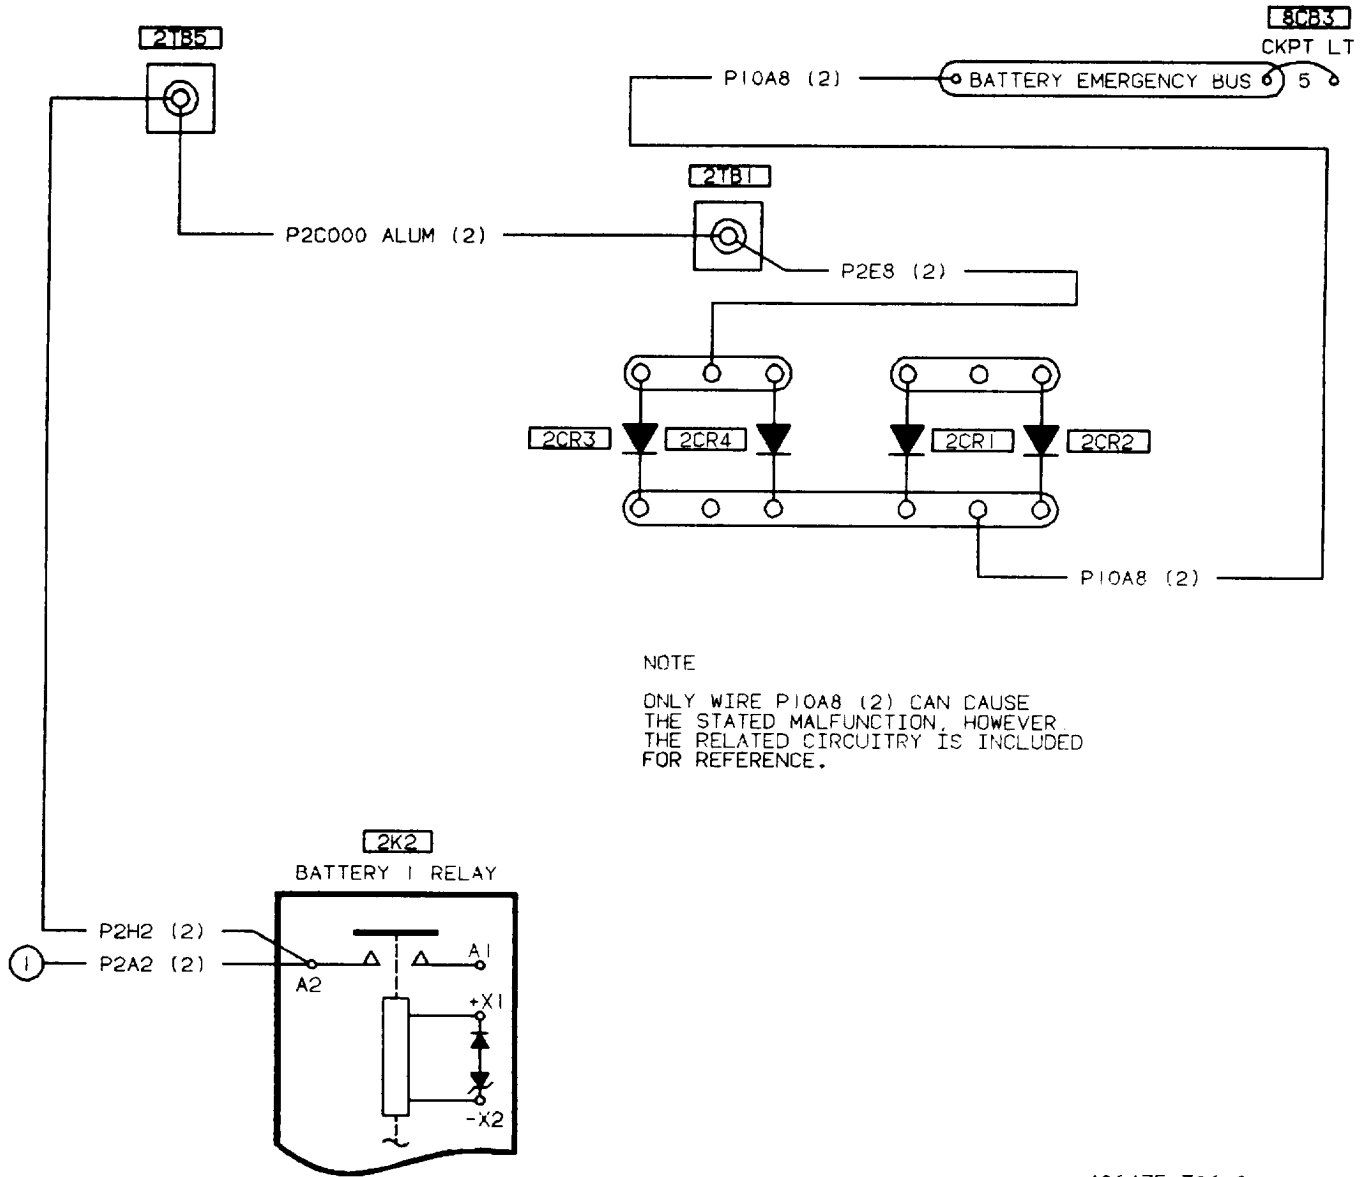 8CB3
CKPT LT
2TB5
P10A8 (2)
BATTERY EMERGENCY BUS
5
2TB1
P2C000 ALUM (2)
P2E8 (2)
2CR3
2CR4
2CR1
2CR2
P10A8 (2)
NOTE
ONLY WIRE P10A8 (2) CAN CAUSE
THE STATED MALFUNCTION, HOWEVER
THE RELATED CIRCUITRY IS INCLUDED
FOR REFERENCE.
2K2
BATTERY 1 RELAY
P2H2 (2)
1
P2A2 (2)
A2
A1
+X1
-X2